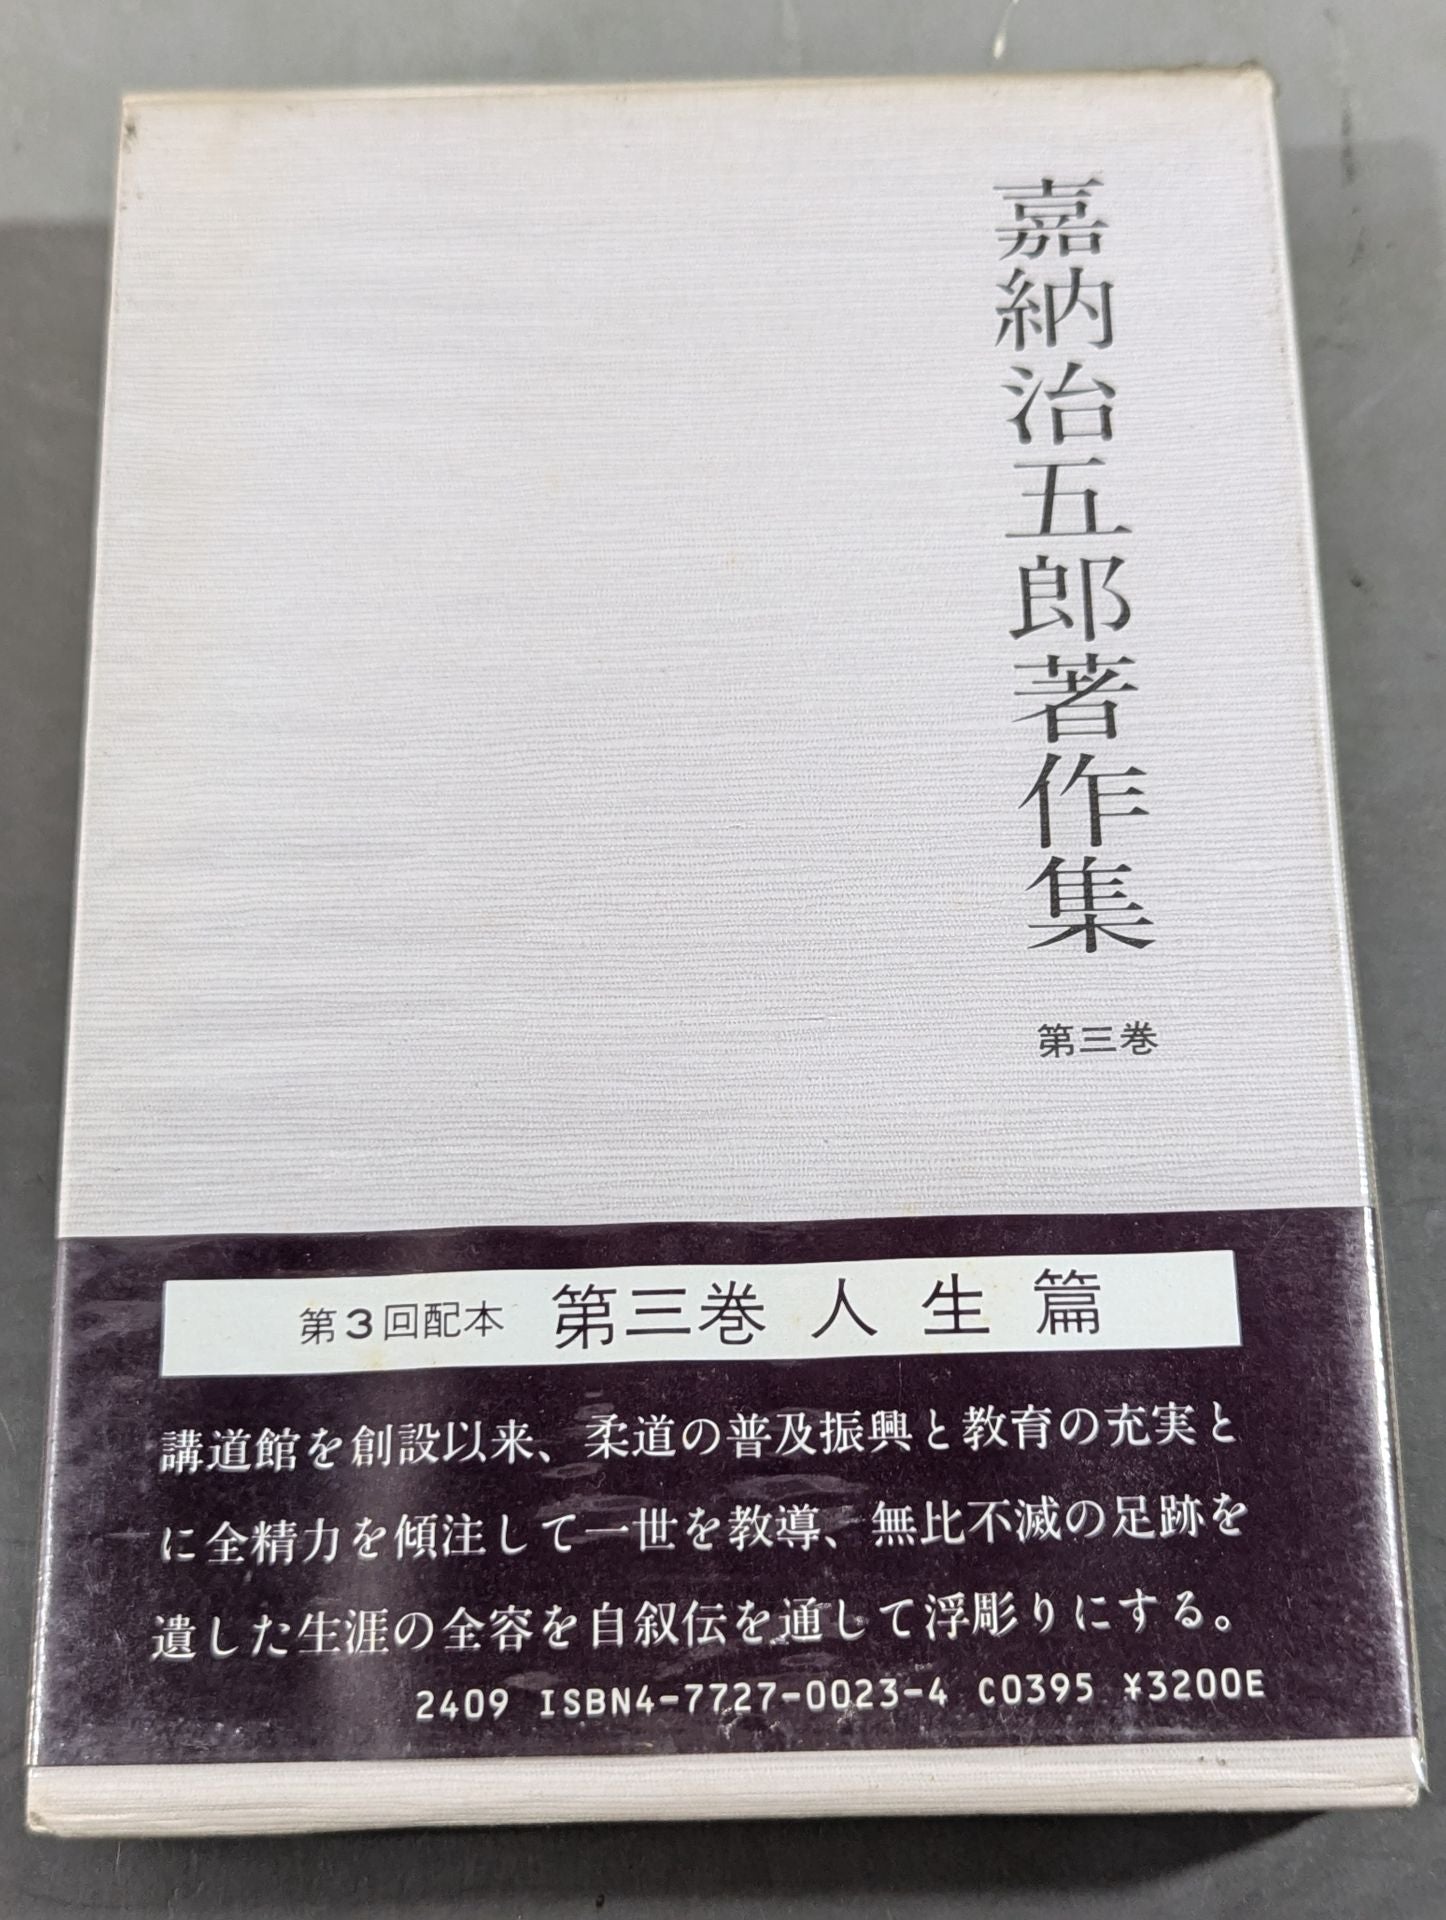 嘉納治五郎著作集
第三巻
第3回配本 第三巻 人生篇
講道館を創設以来、柔道の普及振興と教育の充実と
に全精力を傾注して一世を教導、無比不滅の足跡を
遺した生涯の全容を自叙伝を通して浮彫りにする。
2409 ISBN4-7727-0023-4 C0395 ¥3200E